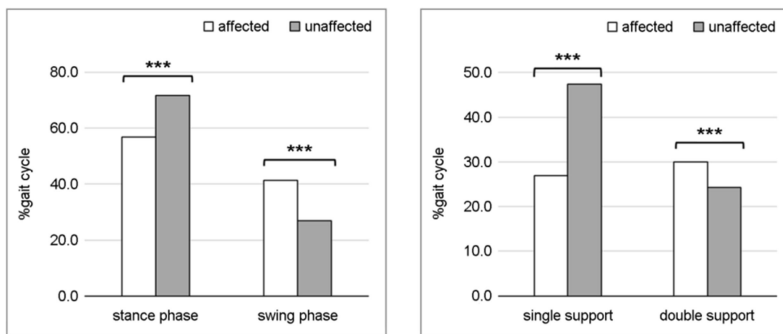 affected unaffected
80.0
60.0
40.0
20.0
0.0
%gait cycle
***
***
stance phase swing phase
affected unaffected
50.0
40.0
30.0
20.0
10.0
0.0
%gait cycle
***
***
single support double support